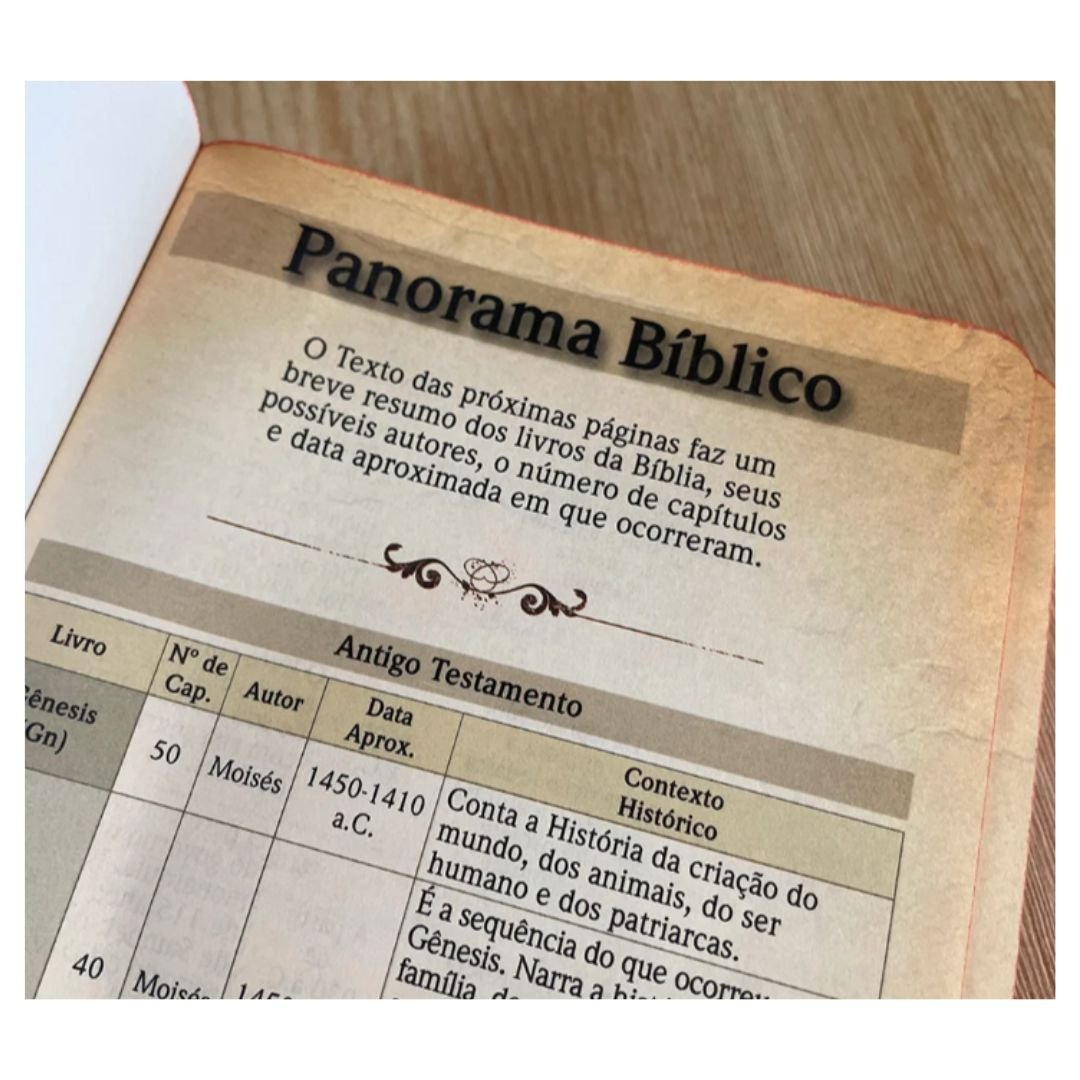 Panorama Bíblico
O Texto das próximas páginas faz um
breve resumo dos livros da Bíblia, seus
possíveis autores, o número de capítulos
e data aproximada em que ocorreram.
Antigo Testamento
Livro
Nº de
Cap.
Autor
Data
Aprox.
Contexto
Histórico
ênesis
Gn)
50
Moisés
1450-1410
a.C.
Conta a História da criação do
mundo, dos animais, do ser
humano e dos patriarcas.
40
Moisés
É a sequência do que ocorreu
Gênesis. Narra a
família